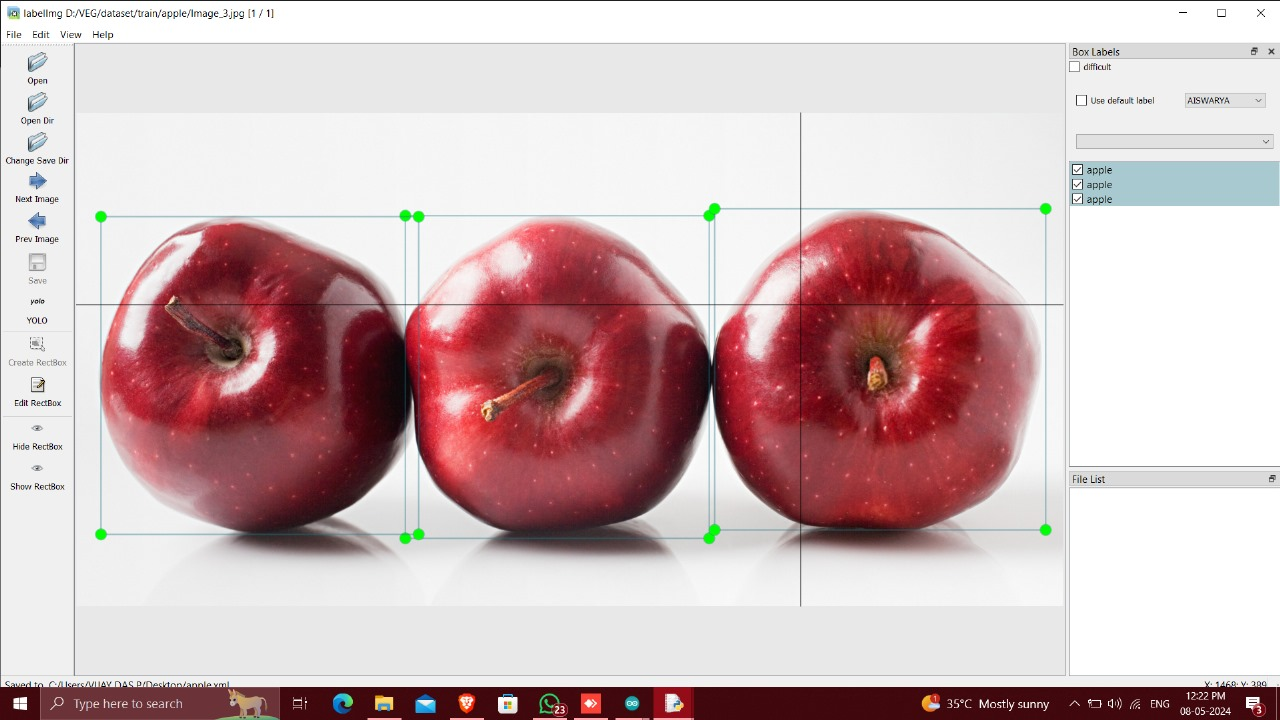 labelImg D:/VEG/dataset/train/apple/Image_3.jpg [1 / 1]
File Edit View Help
Open
Open Dir
Change Save Dir
Next Image
Prev Image
Save
yolo
YOLO
Create RectBox
Edit RectBox
Hide RectBox
Show RectBox
Box Labels
difficult
Use default label AISWARYA
apple
apple
apple
File List
Saved to C:/Users/VIJAY DAS P/Desktop/apple.xml
X: 1468; Y: 399
Type here to search
23
1
35°C Mostly sunny
ENG
12:22 PM
08-05-2024
3